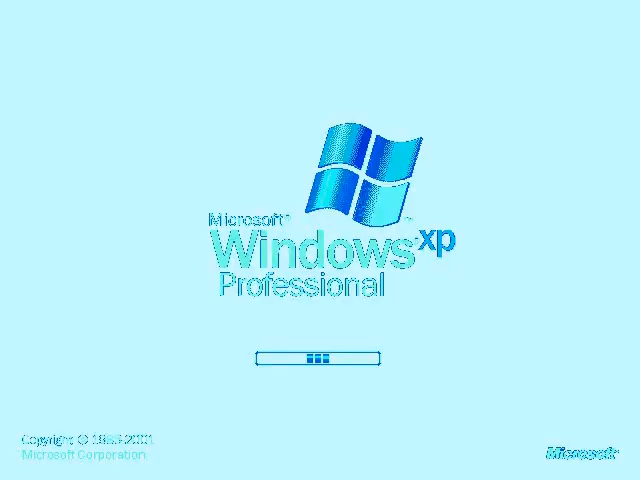 Microsoft®
Windows xp
Professional
Copyright © 1985-2001
Microsoft Corporation
Microsoft